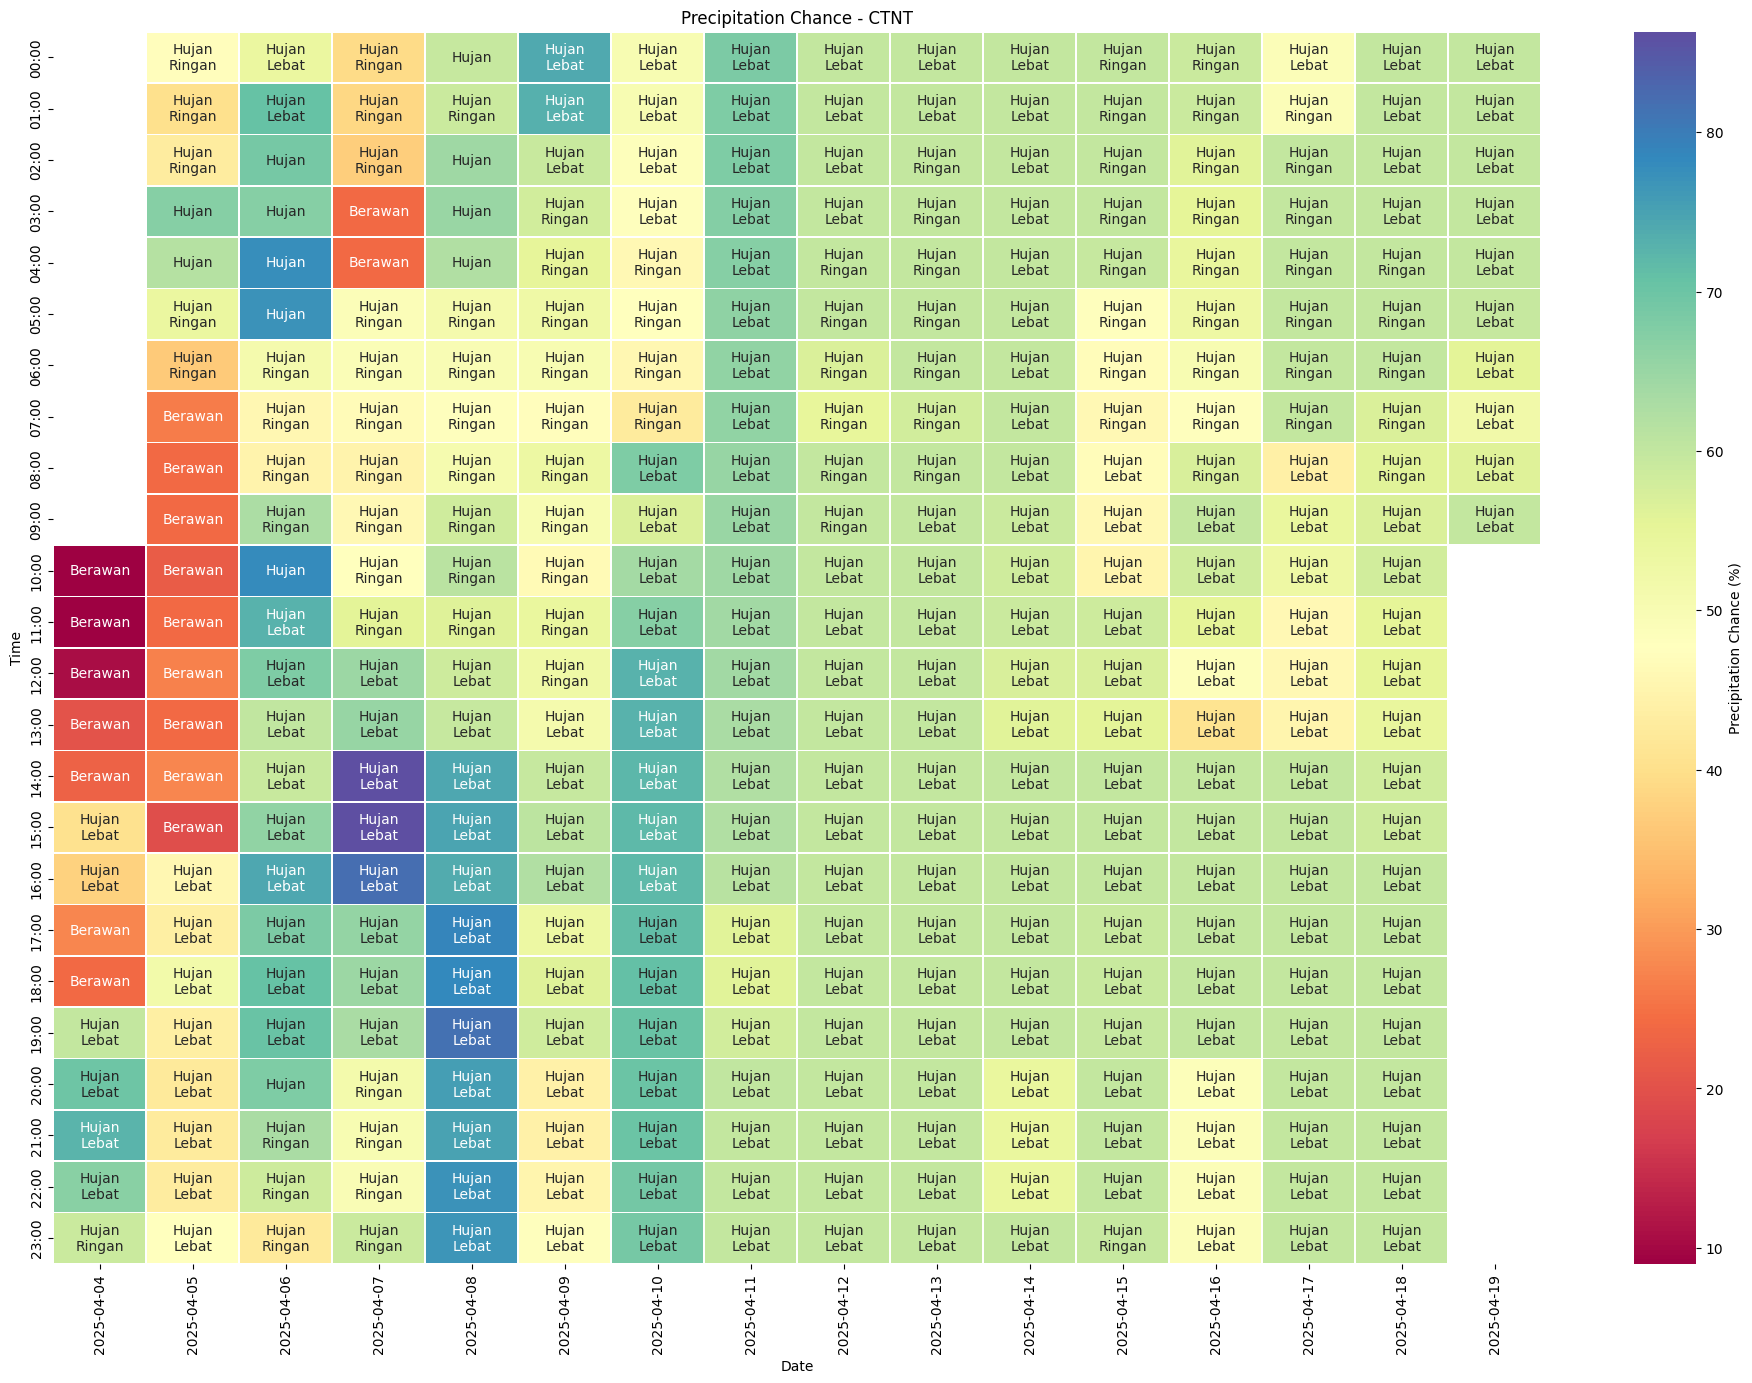 Precipitation Chance - CTNT
00:00 Hujan Ringan Hujan Lebat Hujan Ringan Hujan Hujan Lebat Hujan Lebat Hujan Lebat Hujan Lebat Hujan Lebat Hujan Lebat Hujan Ringan Hujan Ringan Hujan Lebat Hujan Lebat Hujan Lebat
01:00 Hujan Ringan Hujan Lebat Hujan Ringan Hujan Ringan Hujan Lebat Hujan Lebat Hujan Lebat Hujan Lebat Hujan Lebat Hujan Lebat Hujan Ringan Hujan Ringan Hujan Ringan Hujan Lebat Hujan Lebat
02:00 Hujan Ringan Hujan Hujan Ringan Hujan Hujan Lebat Hujan Lebat Hujan Lebat Hujan Lebat Hujan Ringan Hujan Lebat Hujan Ringan Hujan Ringan Hujan Ringan Hujan Lebat Hujan Lebat
03:00 Hujan Hujan Berawan Hujan Hujan Ringan Hujan Lebat Hujan Lebat Hujan Lebat Hujan Ringan Hujan Lebat Hujan Ringan Hujan Ringan Hujan Ringan Hujan Lebat Hujan Lebat
04:00 Hujan Hujan Berawan Hujan Hujan Ringan Hujan Ringan Hujan Lebat Hujan Ringan Hujan Ringan Hujan Lebat Hujan Ringan Hujan Ringan Hujan Ringan Hujan Ringan Hujan Lebat
05:00 Hujan Ringan Hujan Hujan Ringan Hujan Ringan Hujan Ringan Hujan Ringan Hujan Lebat Hujan Ringan Hujan Ringan Hujan Lebat Hujan Ringan Hujan Ringan Hujan Ringan Hujan Ringan Hujan Lebat
06:00 Hujan Ringan Hujan Ringan Hujan Ringan Hujan Ringan Hujan Ringan Hujan Ringan Hujan Lebat Hujan Ringan Hujan Ringan Hujan Lebat Hujan Ringan Hujan Ringan Hujan Ringan Hujan Ringan Hujan Lebat
07:00 Berawan Hujan Ringan Hujan Ringan Hujan Ringan Hujan Ringan Hujan Ringan Hujan Lebat Hujan Ringan Hujan Ringan Hujan Lebat Hujan Ringan Hujan Ringan Hujan Ringan Hujan Ringan Hujan Lebat
08:00 Berawan Hujan Ringan Hujan Ringan Hujan Ringan Hujan Ringan Hujan Lebat Hujan Lebat Hujan Ringan Hujan Ringan Hujan Lebat Hujan Lebat Hujan Ringan Hujan Lebat Hujan Ringan Hujan Lebat
09:00 Berawan Hujan Ringan Hujan Ringan Hujan Ringan Hujan Ringan Hujan Lebat Hujan Lebat Hujan Ringan Hujan Lebat Hujan Lebat Hujan Lebat Hujan Lebat Hujan Lebat Hujan Lebat Hujan Lebat
10:00 Berawan Berawan Hujan Hujan Ringan Hujan Ringan Hujan Ringan Hujan Lebat Hujan Lebat Hujan Lebat Hujan Lebat Hujan Lebat Hujan Lebat Hujan Lebat Hujan Lebat Hujan Lebat
11:00 Berawan Berawan Hujan Lebat Hujan Ringan Hujan Ringan Hujan Ringan Hujan Lebat Hujan Lebat Hujan Lebat Hujan Lebat Hujan Lebat Hujan Lebat Hujan Lebat Hujan Lebat Hujan Lebat
12:00 Berawan Berawan Hujan Lebat Hujan Lebat Hujan Lebat Hujan Ringan Hujan Lebat Hujan Lebat Hujan Lebat Hujan Lebat Hujan Lebat Hujan Lebat Hujan Lebat Hujan Lebat Hujan Lebat
13:00 Berawan Berawan Hujan Lebat Hujan Lebat Hujan Lebat Hujan Lebat Hujan Lebat Hujan Lebat Hujan Lebat Hujan Lebat Hujan Lebat Hujan Lebat Hujan Lebat Hujan Lebat Hujan Lebat
14:00 Berawan Berawan Hujan Lebat Hujan Lebat Hujan Lebat Hujan Lebat Hujan Lebat Hujan Lebat Hujan Lebat Hujan Lebat Hujan Lebat Hujan Lebat Hujan Lebat Hujan Lebat Hujan Lebat
15:00 Hujan Lebat Berawan Hujan Lebat Hujan Lebat Hujan Lebat Hujan Lebat Hujan Lebat Hujan Lebat Hujan Lebat Hujan Lebat Hujan Lebat Hujan Lebat Hujan Lebat Hujan Lebat Hujan Lebat
16:00 Hujan Lebat Hujan Lebat Hujan Lebat Hujan Lebat Hujan Lebat Hujan Lebat Hujan Lebat Hujan Lebat Hujan Lebat Hujan Lebat Hujan Lebat Hujan Lebat Hujan Lebat Hujan Lebat Hujan Lebat
17:00 Berawan Hujan Lebat Hujan Lebat Hujan Lebat Hujan Lebat Hujan Lebat Hujan Lebat Hujan Lebat Hujan Lebat Hujan Lebat Hujan Lebat Hujan Lebat Hujan Lebat Hujan Lebat Hujan Lebat
18:00 Berawan Hujan Lebat Hujan Lebat Hujan Lebat Hujan Lebat Hujan Lebat Hujan Lebat Hujan Lebat Hujan Lebat Hujan Lebat Hujan Lebat Hujan Lebat Hujan Lebat Hujan Lebat Hujan Lebat
19:00 Hujan Lebat Hujan Lebat Hujan Lebat Hujan Lebat Hujan Lebat Hujan Lebat Hujan Lebat Hujan Lebat Hujan Lebat Hujan Lebat Hujan Lebat Hujan Lebat Hujan Lebat Hujan Lebat Hujan Lebat
20:00 Hujan Lebat Hujan Lebat Hujan Hujan Ringan Hujan Lebat Hujan Lebat Hujan Lebat Hujan Lebat Hujan Lebat Hujan Lebat Hujan Lebat Hujan Lebat Hujan Lebat Hujan Lebat Hujan Lebat
21:00 Hujan Lebat Hujan Lebat Hujan Ringan Hujan Ringan Hujan Lebat Hujan Lebat Hujan Lebat Hujan Lebat Hujan Lebat Hujan Lebat Hujan Lebat Hujan Lebat Hujan Lebat Hujan Lebat Hujan Lebat
22:00 Hujan Lebat Hujan Lebat Hujan Ringan Hujan Ringan Hujan Lebat Hujan Lebat Hujan Lebat Hujan Lebat Hujan Lebat Hujan Lebat Hujan Lebat Hujan Lebat Hujan Lebat Hujan Lebat Hujan Lebat
23:00 Hujan Ringan Hujan Lebat Hujan Ringan Hujan Ringan Hujan Lebat Hujan Lebat Hujan Lebat Hujan Lebat Hujan Lebat Hujan Lebat Hujan Lebat Hujan Ringan Hujan Lebat Hujan Lebat Hujan Lebat
Time
2025-04-04 2025-04-05 2025-04-06 2025-04-07 2025-04-08 2025-04-09 2025-04-10 2025-04-11 2025-04-12 2025-04-13 2025-04-14 2025-04-15 2025-04-16 2025-04-17 2025-04-18 2025-04-19
Date
80
70
60
50
40
30
20
10
Precipitation Chance (%)